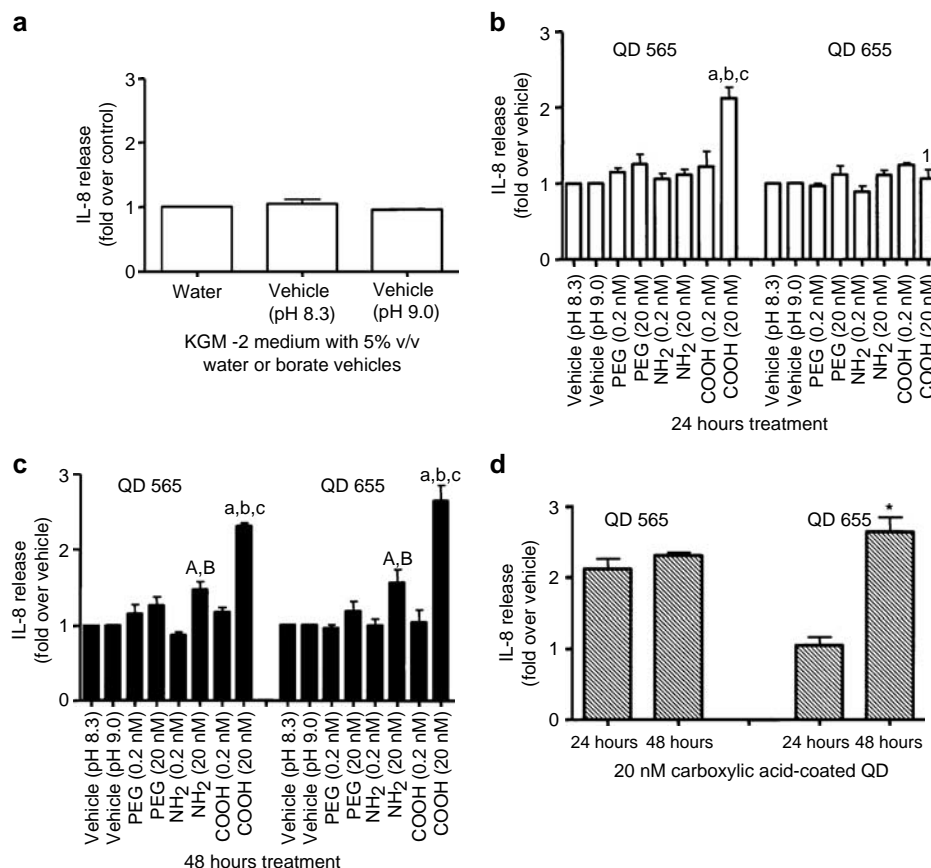 a
IL-8 release
(fold over control)
3
2
1
0
Water
Vehicle
(pH 8.3)
Vehicle
(pH 9.0)
KGM -2 medium with 5% v/v
water or borate vehicles
b
IL-8 release
(fold over vehicle)
3
2
1
0
QD 565
QD 655
a,b,c
1
Vehicle (pH 8.3)
Vehicle (pH 9.0)
PEG (0.2 nM)
PEG (20 nM)
NH2 (0.2 nM)
NH2 (20 nM)
COOH (0.2 nM)
COOH (20 nM)
Vehicle (pH 8.3)
Vehicle (pH 9.0)
PEG (0.2 nM)
PEG (20 nM)
NH2 (0.2 nM)
NH2 (20 nM)
COOH (0.2 nM)
COOH (20 nM)
24 hours treatment
c
IL-8 release
(fold over vehicle)
3
2
1
0
QD 565
QD 655
A,B
a,b,c
A,B
a,b,c
Vehicle (pH 8.3)
Vehicle (pH 9.0)
PEG (0.2 nM)
PEG (20 nM)
NH2 (0.2 nM)
NH2 (20 nM)
COOH (0.2 nM)
COOH (20 nM)
Vehicle (pH 8.3)
Vehicle (pH 9.0)
PEG (0.2 nM)
PEG (20 nM)
NH2 (0.2 nM)
NH2 (20 nM)
COOH (0.2 nM)
COOH (20 nM)
48 hours treatment
d
IL-8 release
(fold over vehicle)
3
2
1
0
QD 565
QD 655
*
24 hours 48 hours
24 hours 48 hours
20 nM carboxylic acid-coated QD